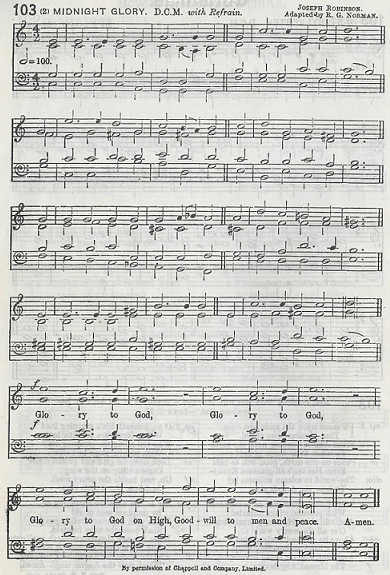 103 (2) MIDNIGHT GLORY. D.C.M. with Refrain.
JOSEPH ROBINSON.
Adapted by R. G. NORMAN.
=100.
f
Glo - ry to God, Glo - ry to God,
f
Glo - ry to God on High, Good - will to men and peace. A-men.
By permission of Chappell and Company, Limited.